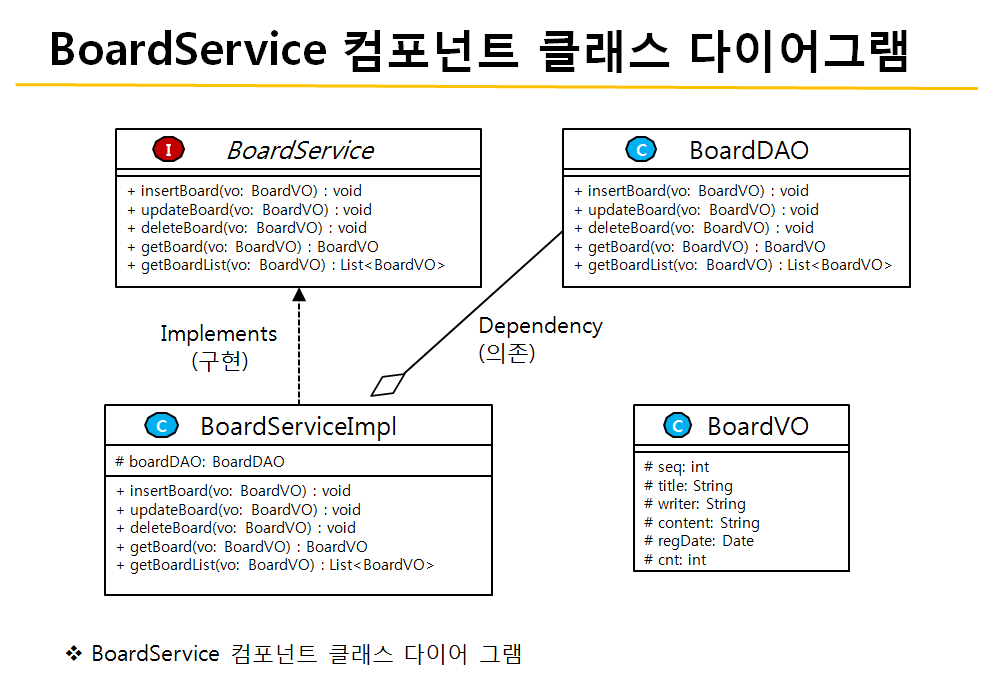 BoardService 컴포넌트 클래스 다이어그램
I BoardService
+ insertBoard(vo: BoardVO) : void
+ updateBoard(vo: BoardVO) : void
+ deleteBoard(vo: BoardVO) : void
+ getBoard(vo: BoardVO) : BoardVO
+ getBoardList(vo: BoardVO) : List<BoardVO>
C BoardDAO
+ insertBoard(vo: BoardVO) : void
+ updateBoard(vo: BoardVO) : void
+ deleteBoard(vo: BoardVO) : void
+ getBoard(vo: BoardVO) : BoardVO
+ getBoardList(vo: BoardVO) : List<BoardVO>
Implements
(구현)
Dependency
(의존)
C BoardServiceImpl
# boardDAO: BoardDAO
+ insertBoard(vo: BoardVO) : void
+ updateBoard(vo: BoardVO) : void
+ deleteBoard(vo: BoardVO) : void
+ getBoard(vo: BoardVO) : BoardVO
+ getBoardList(vo: BoardVO) : List<BoardVO>
C BoardVO
# seq: int
# title: String
# writer: String
# content: String
# regDate: Date
# cnt: int
❖ BoardService 컴포넌트 클래스 다이어 그램